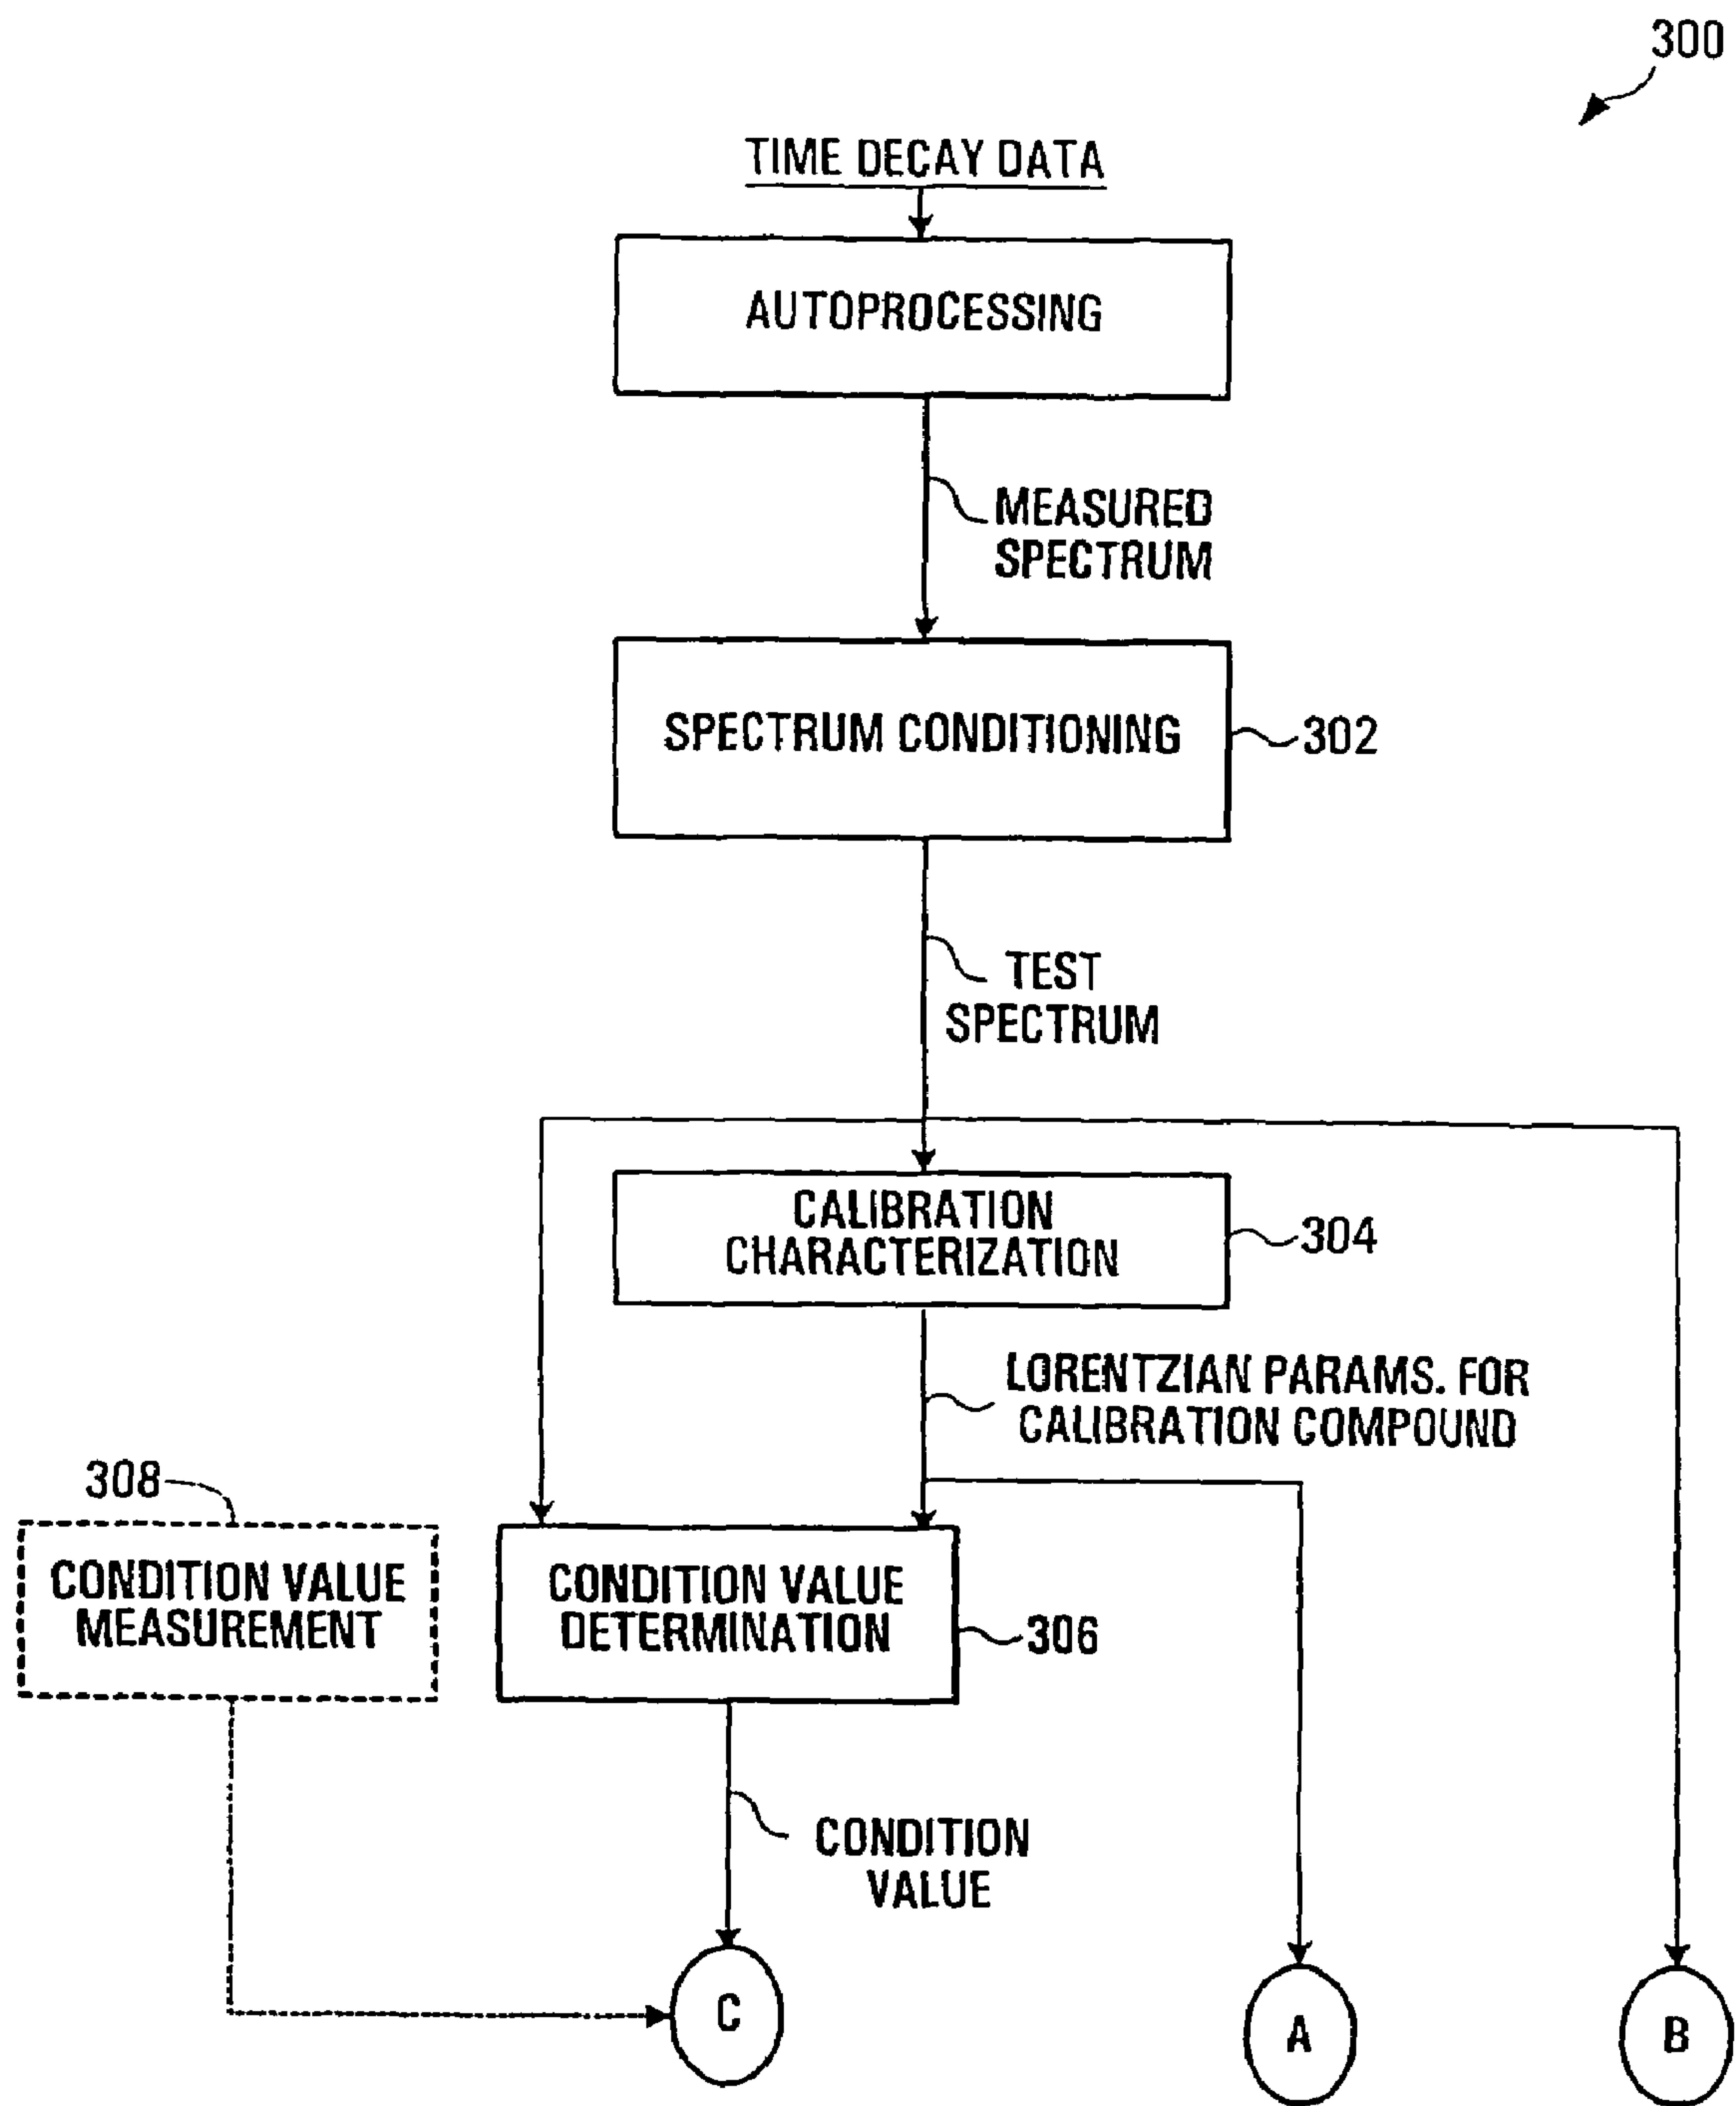 300
TIME DECAY DATA
AUTOPROCESSING
MEASURED
SPECTRUM
SPECTRUM CONDITIONING
302
TEST
SPECTRUM
CALIBRATION
CHARACTERIZATION
304
LORENTZIAN PARAMS. FOR
CALIBRATION COMPOUND
308
CONDITION VALUE
MEASUREMENT
CONDITION VALUE
DETERMINATION
306
CONDITION
VALUE
C
A
B